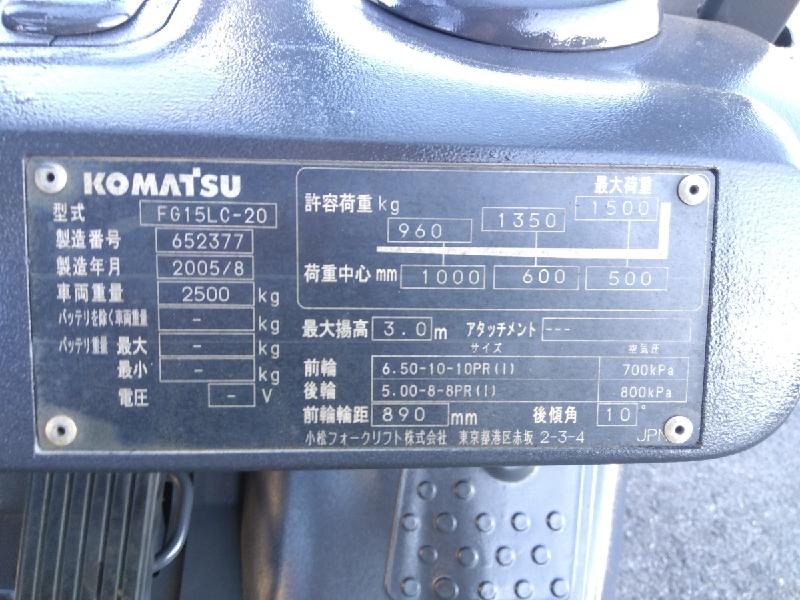 KOMATSU
型式 FG15LC-20
製造番号 652377
製造年月 2005/8
車両重量 2500 kg
バッテリを除く車両重量 - kg
バッテリ重量 最大 - kg
最小 - kg
電圧 - V
最大荷重
許容荷重 kg 960 1350 1500
荷重中心 mm 1000 600 500
最大揚高 3.0 m アタッチメント ---
サイズ 空気圧
前輪 6.50-10-10PR(I) 700kPa
後輪 5.00-8-8PR(I) 800kPa
前輪輪距 890 mm 後傾角 10°
小松フォークリフト株式会社 東京都港区赤坂 2-3-4 JPN